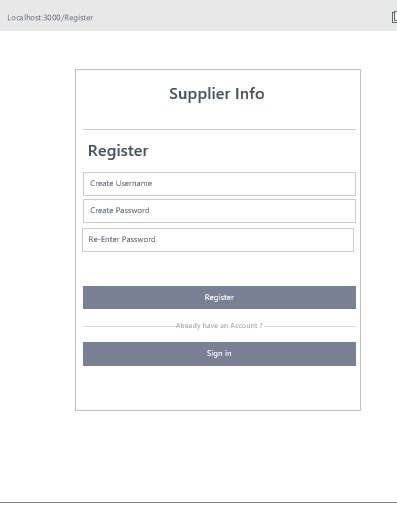 Localhost:3000/Register
Supplier Info
Register
Create Username
Create Password
Re-Enter Password
Register
Already have an Account ?
Sign in